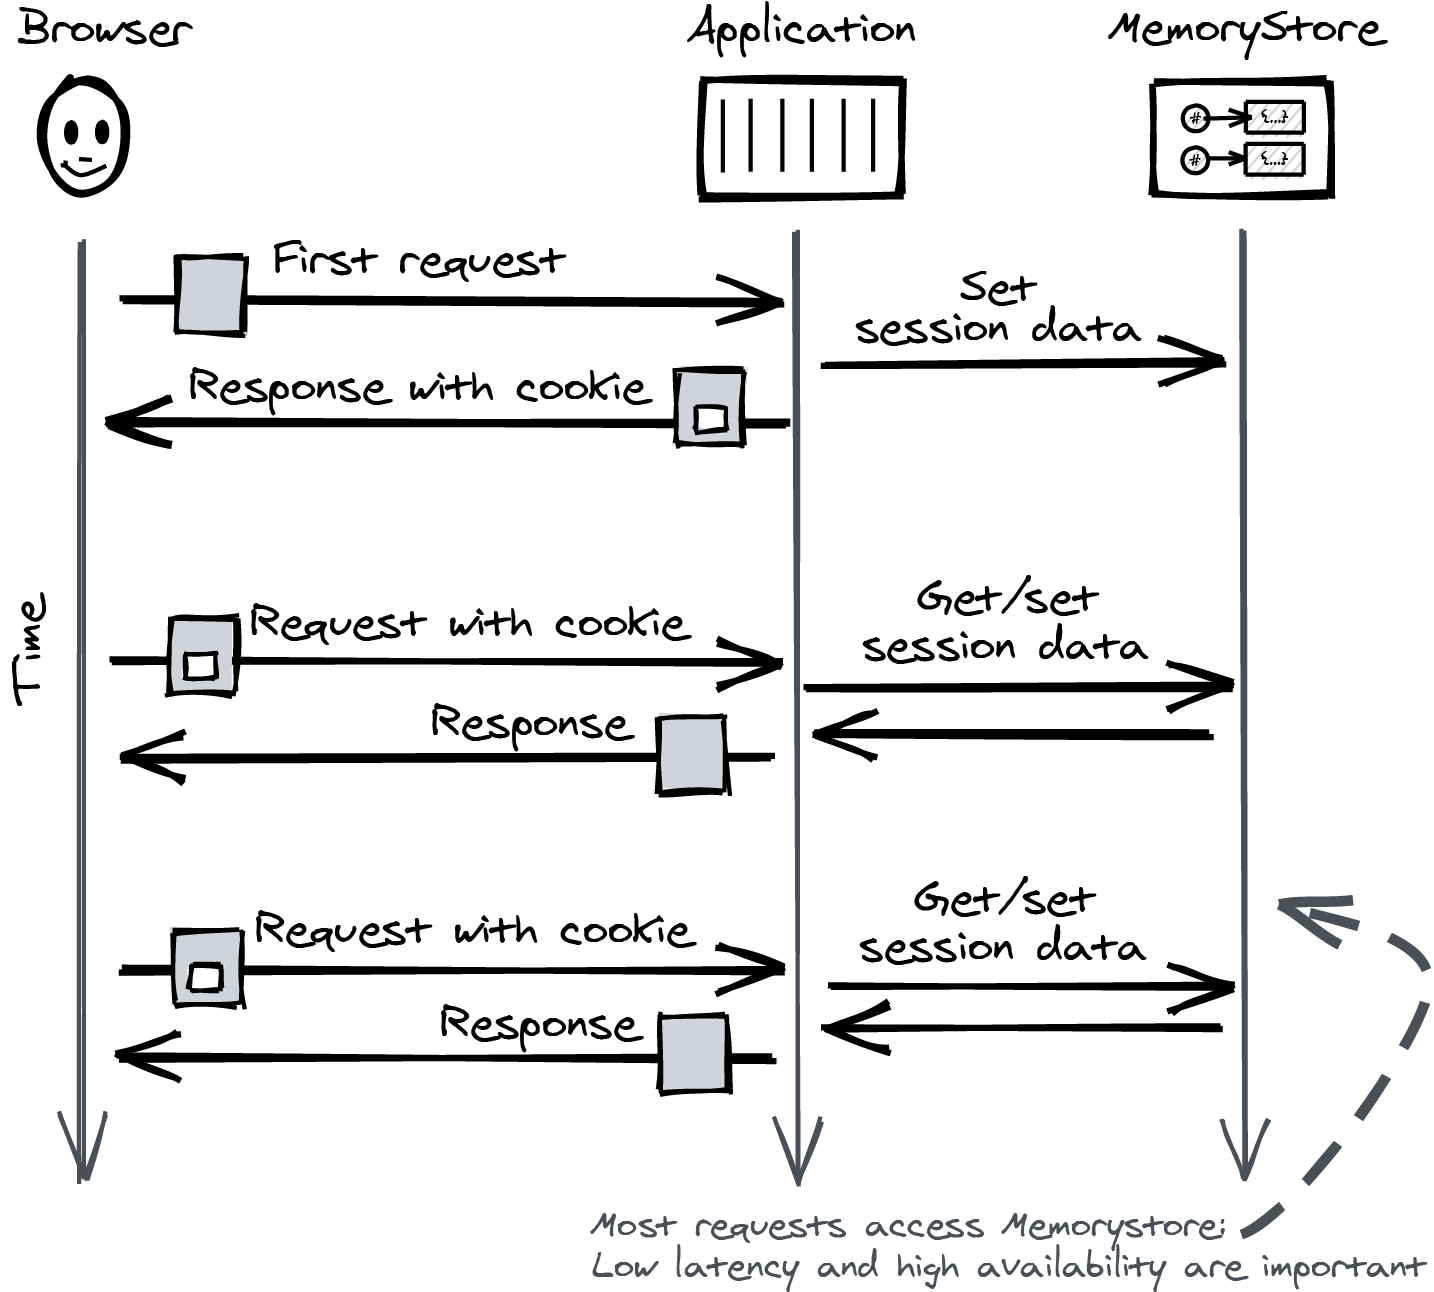 Browser
Application
MemoryStore
# {...}
# {...}
First request
Set
session data
Response with cookie
Time
Request with cookie
Get/set
session data
Response
Request with cookie
Get/set
session data
Response
Most requests access Memorystore:
Low latency and high availability are important